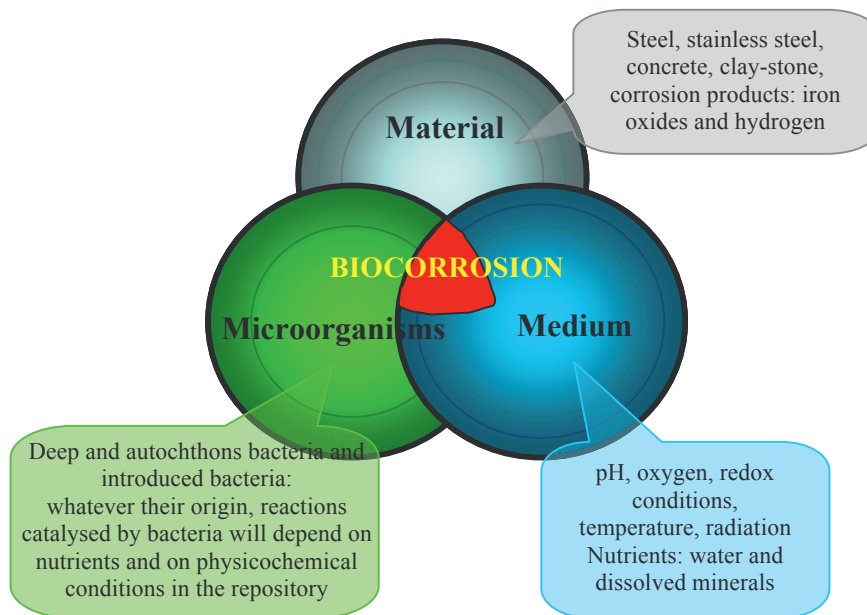 Steel, stainless steel,
concrete, clay-stone,
corrosion products: iron
oxides and hydrogen
Material
BIOCORROSION
Microorganisms
Medium
Deep and autochthons bacteria and
introduced bacteria:
whatever their origin, reactions
catalysed by bacteria will depend on
nutrients and on physicochemical
conditions in the repository
pH, oxygen, redox
conditions,
temperature, radiation
Nutrients: water and
dissolved minerals